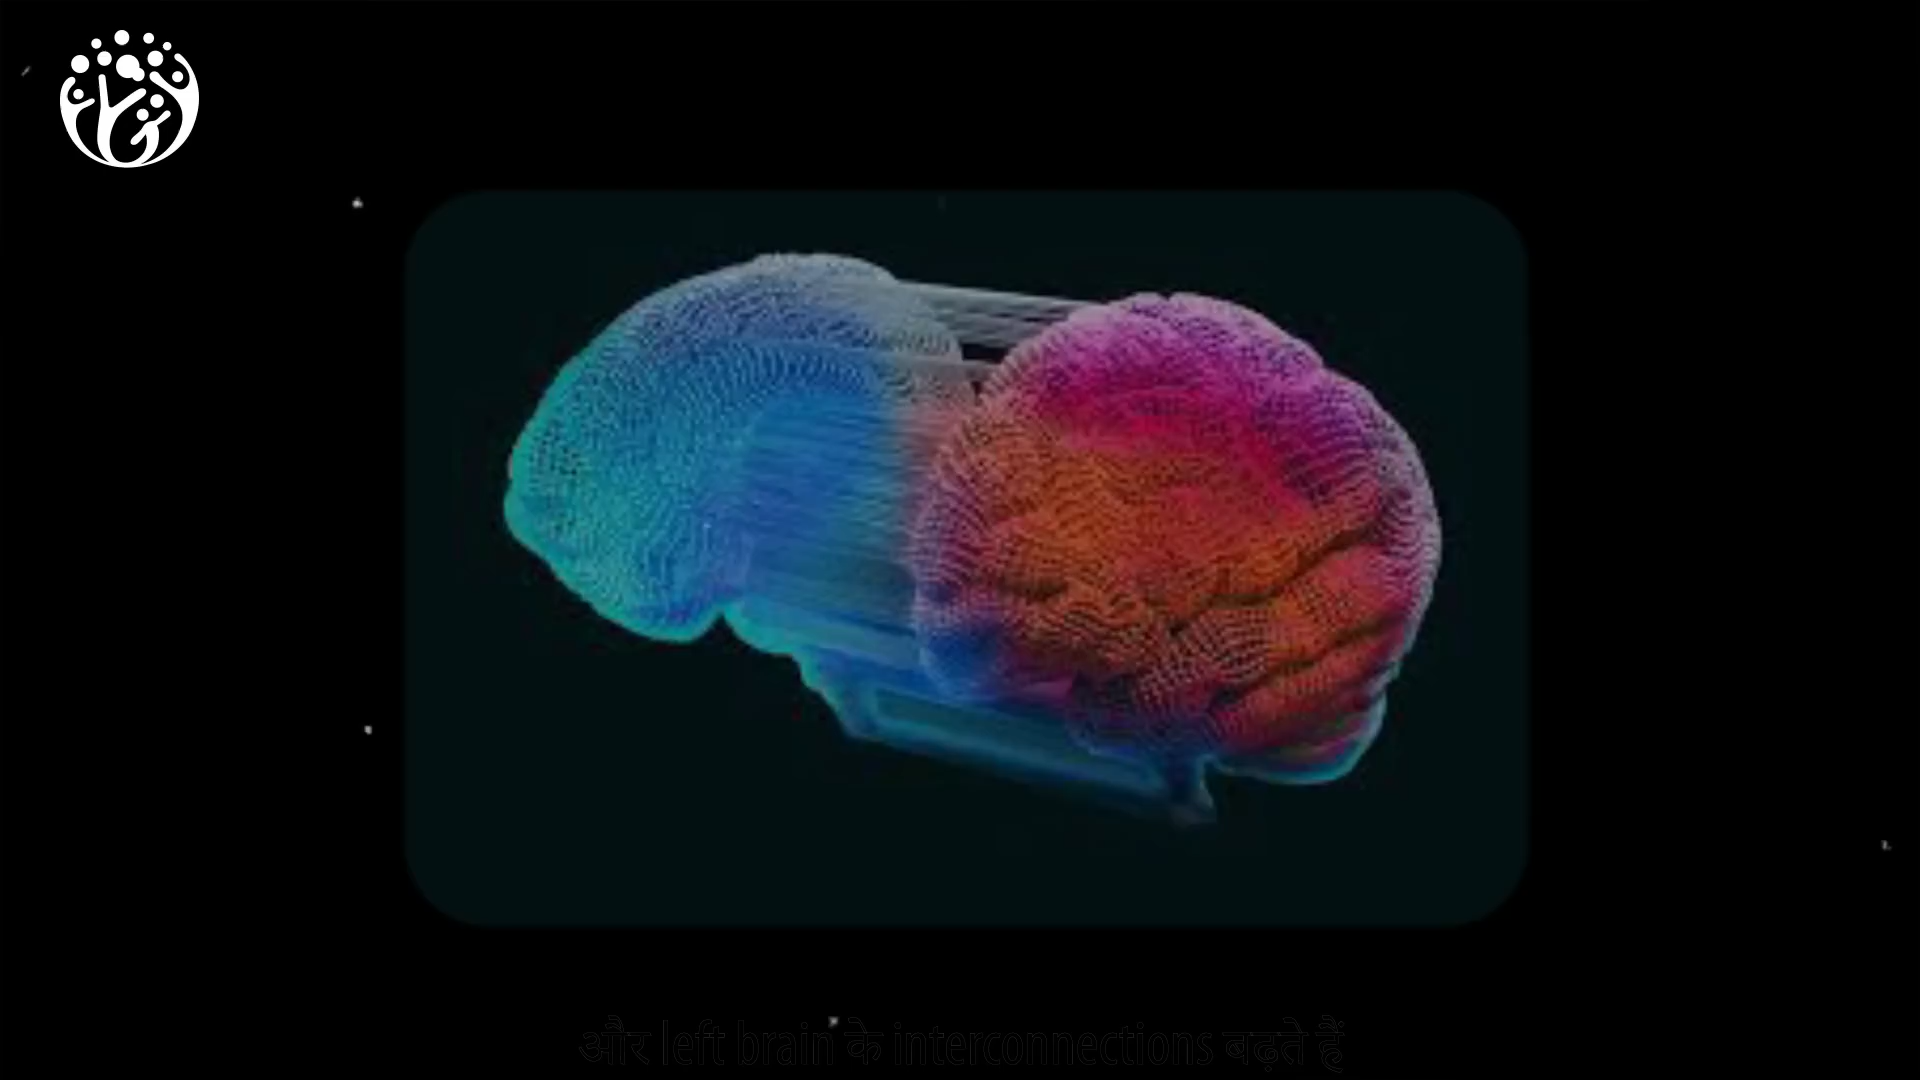 और left brain के interconnections बढ़ते हैं